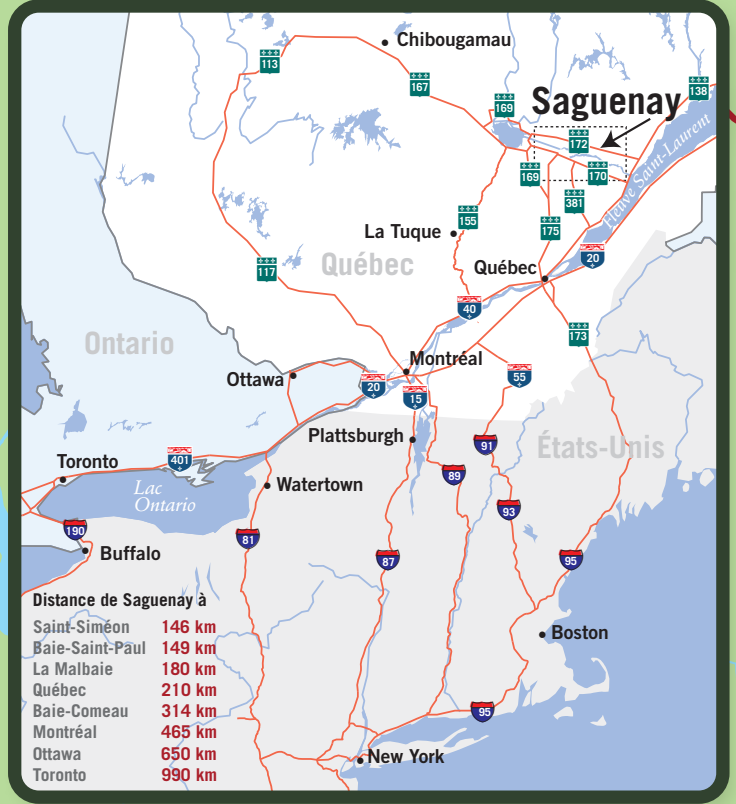 Chibougamau
113
167
138
169
Saguenay
172
169
170
381
Fleuve Saint-Laurent
155
175
La Tuque
Québec
Québec
20
117
40
173
Ontario
Montréal
Ottawa
20
15
55
Plattsburgh
91
États-Unis
Toronto
401
89
Lac
Ontario
Watertown
93
190
81
Buffalo
87
95
Distance de Saguenay à
Saint-Siméon 146 km
Baie-Saint-Paul 149 km
La Malbaie 180 km
Québec 210 km
Baie-Comeau 314 km
Montréal 465 km
Ottawa 650 km
Toronto 990 km
Boston
95
New York